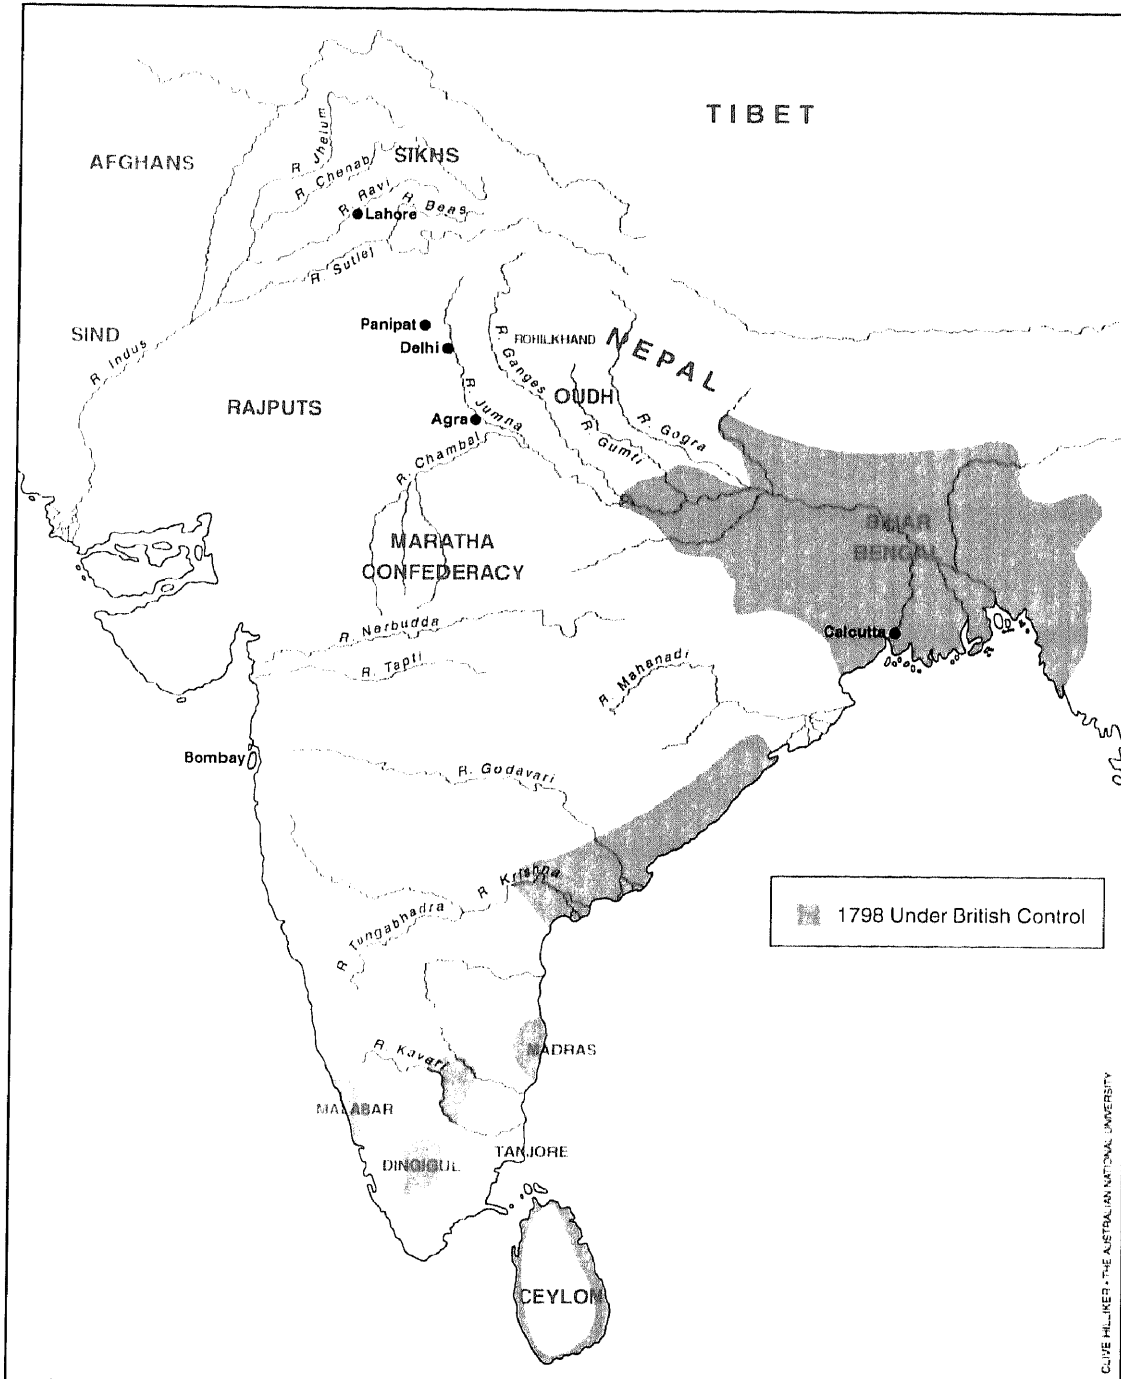 TIBET
AFGHANS
SIKHS
R. Jhelum
R. Chenab
R. Ravi
R. Beas
Lahore
R. Sutlej
SIND
R. Indus
Panipat
Delhi
ROHILKHAND
NEPAL
R. Ganges
OUDH
RAJPUTS
Agra
R. Jumna
R. Gumti
R. Gogra
R. Chambal
BIHAR
BENGAL
MARATHA
CONFEDERACY
Calcutta
R. Nerbudda
R. Tapti
R. Mahanadi
Bombay
R. Godavari
R. Krishna
R. Tungabhadra
1798 Under British Control
MADRAS
R. Kavari
MALABAR
DINGIGUL
TANJORE
CEYLON
CLIVE HILLIKER • THE AUSTRALIAN NATIONAL UNIVERSITY